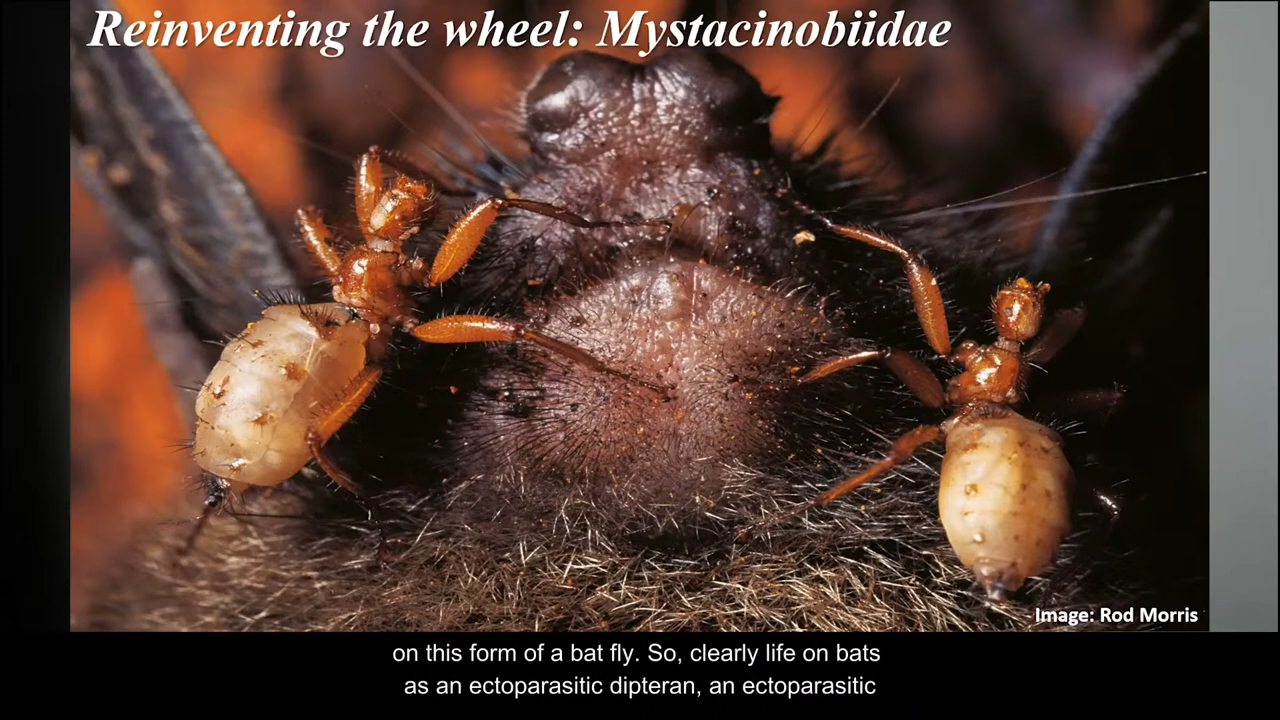 Reinventing the wheel: Mystacinobiidae
Image: Rod Morris
on this form of a bat fly. So, clearly life on bats
as an ectoparasitic dipteran, an ectoparasitic